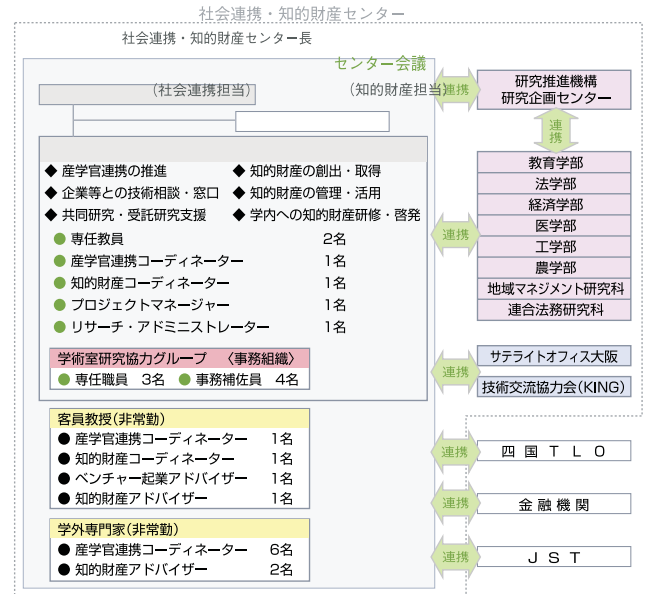 社会連携・知的財産センター
社会連携・知的財産センター長
センター会議
(社会連携担当)
(知的財産担当)
◆ 産学官連携の推進
◆ 企業等との技術相談・窓口
◆ 共同研究・受託研究支援
◆ 知的財産の創出・取得
◆ 知的財産の管理・活用
◆ 学内への知的財産研修・啓発
● 専任教員 2名
● 産学官連携コーディネーター 1名
● 知的財産コーディネーター 1名
● プロジェクトマネージャー 1名
● リサーチ・アドミニストレーター 1名
学術室研究協力グループ 〈事務組織〉
● 専任職員 3名 ● 事務補佐員 4名
客員教授(非常勤)
● 産学官連携コーディネーター 1名
● 知的財産コーディネーター 1名
● ベンチャー起業アドバイザー 1名
● 知的財産アドバイザー 1名
学外専門家(非常勤)
● 産学官連携コーディネーター 6名
● 知的財産アドバイザー 2名
連携
研究推進機構
研究企画センター
連携
連携
教育学部
法学部
経済学部
医学部
工学部
農学部
地域マネジメント研究科
連合法務研究科
連携
サテライトオフィス大阪
技術交流協力会(KING)
連携
四国TLO
連携
金融機関
連携
JST